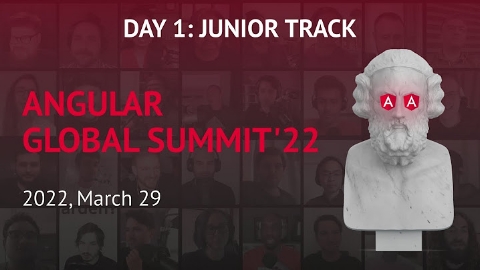 DAY 1: JUNIOR TRACK
ANGULAR
GLOBAL SUMMIT'22
A A
2022, March 29